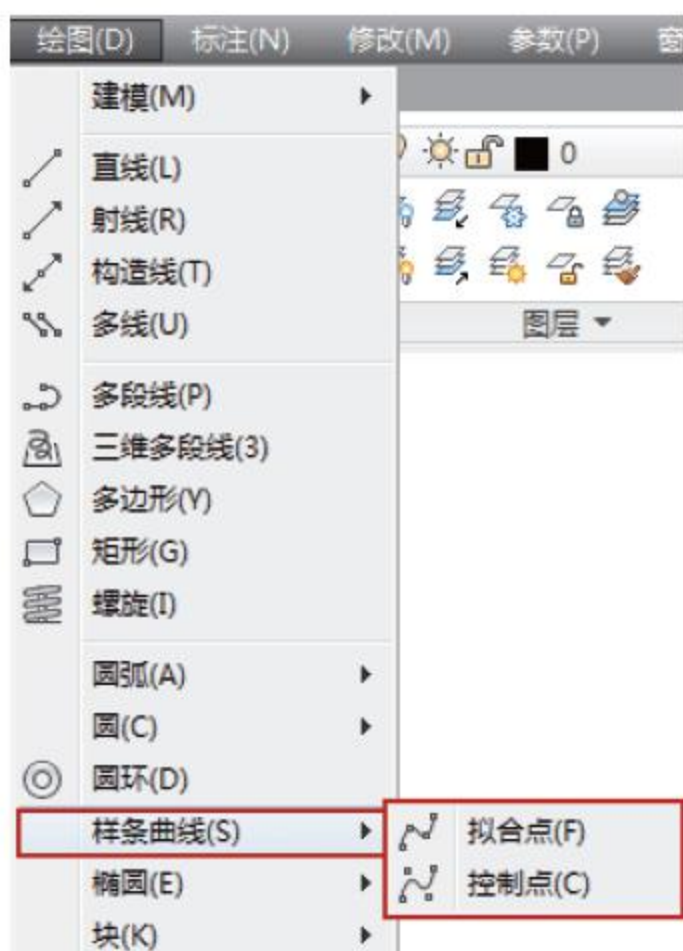 绘图(D) 标注(N) 修改(M) 参数(P) 窗
建模(M)
0
直线(L)
射线(R)
构造线(T)
多线(U)
图层
多段线(P)
三维多段线(3)
多边形(Y)
矩形(G)
螺旋(I)
圆弧(A)
圆(C)
圆环(D)
样条曲线(S) 拟合点(F)
椭圆(E) 控制点(C)
块(K)